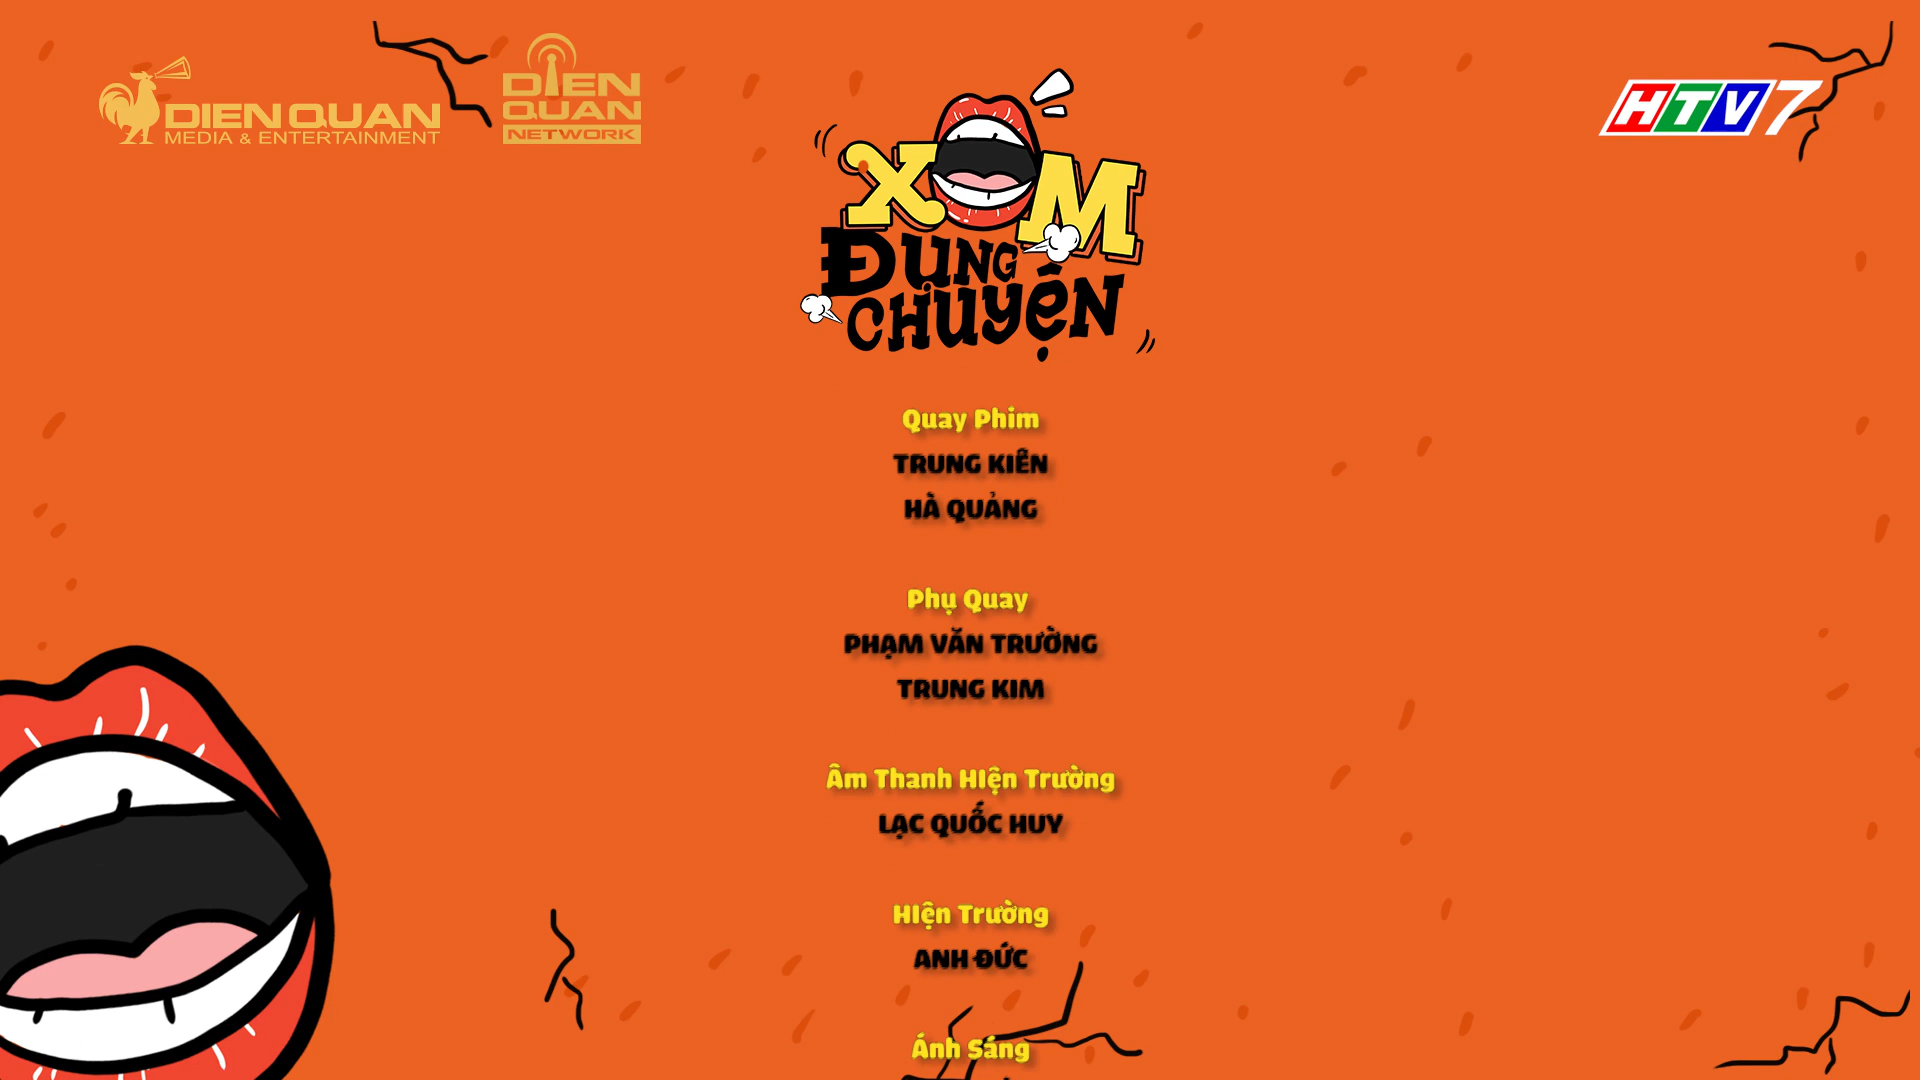 DIEN QUAN
MEDIA & ENTERTAINMENT
DIEN
QUAN
NETWORK
HTV7
XÓM
ĐỤNG
CHUYỆN
Quay Phim
TRUNG KIÊN
HÀ QUẢNG
Phụ Quay
PHẠM VĂN TRƯỜNG
TRUNG KIM
Âm Thanh HIện Trường
LẠC QUỐC HUY
HIện Trường
ANH ĐỨC
Ánh Sáng